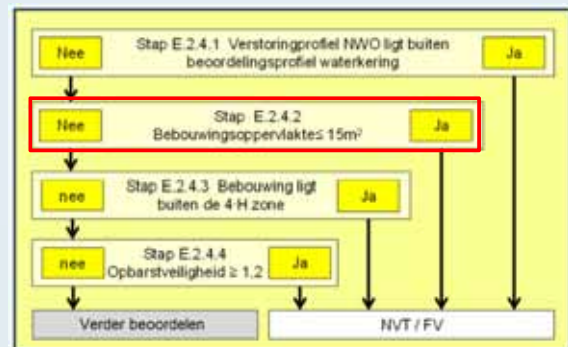 Nee
Stap E.2.4.1 Verstoringprofiel NWO ligt buiten
beoordelingsprofiel waterkering
Ja
Nee
Stap E.2.4.2
Bebouwingsoppervlakte≤ 15m²
Ja
nee
Stap E.2.4.3 Bebouwing ligt
buiten de 4·H zone
Ja
nee
Stap E.2.4.4
Opbarstveiligheid ≥ 1,2
Ja
Verder beoordelen
NVT / FV